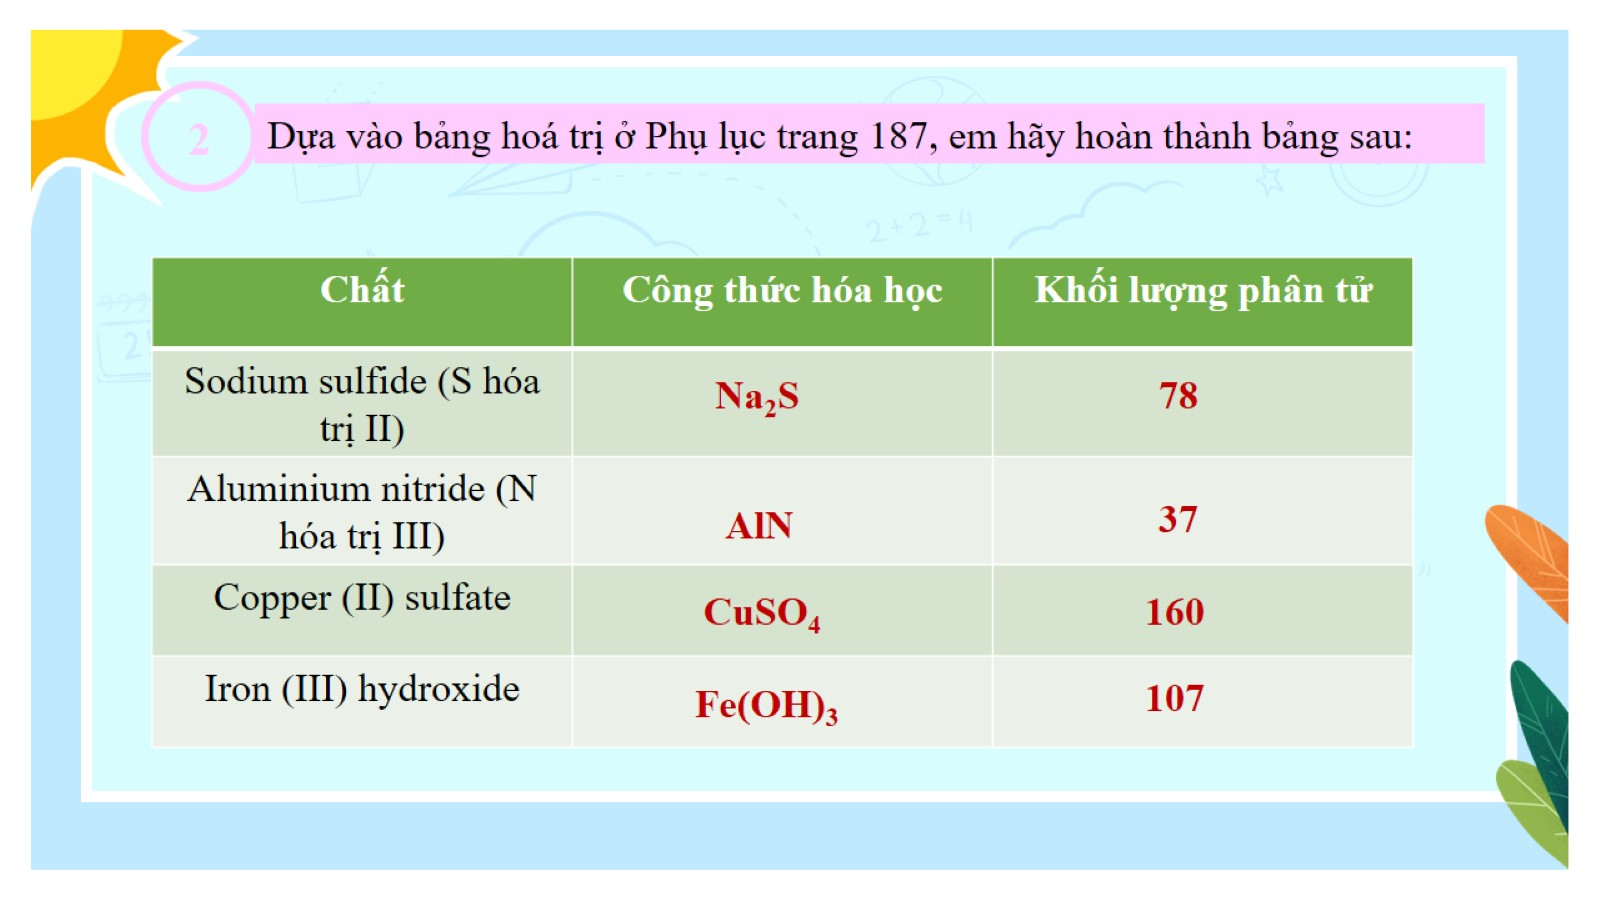 2
Dựa vào bảng hoá trị ở Phụ lục trang 187, em hãy hoàn thành bảng sau:
2+2=4
Chất
Công thức hóa học
Khối lượng phân tử
Sodium sulfide (S hóa
trị II)
Na₂S
78
Aluminium nitride (N
hóa trị III)
AlN
37
Copper (II) sulfate
CuSO₄
160
Iron (III) hydroxide
Fe(OH)₃
107